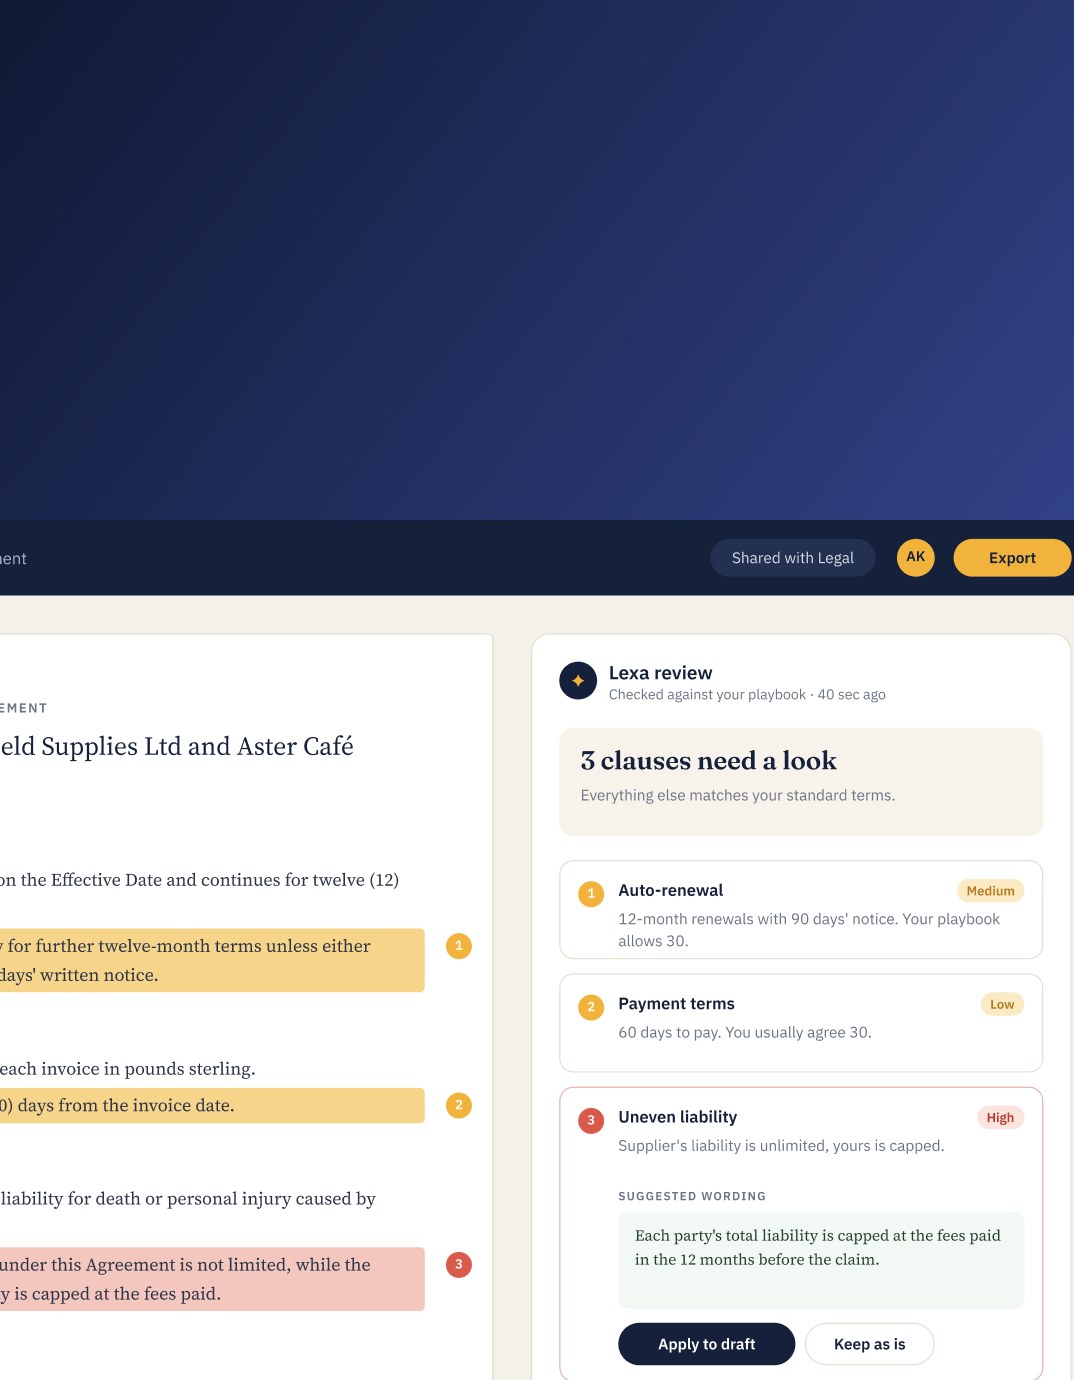 Shared with Legal
AK
Export
eld Supplies Ltd and Aster Café
on the Effective Date and continues for twelve (12)
for further twelve-month terms unless either
days' written notice.
1
each invoice in pounds sterling.
0) days from the invoice date.
2
liability for death or personal injury caused by
under this Agreement is not limited, while the
y is capped at the fees paid.
3
Lexa review
Checked against your playbook · 40 sec ago
3 clauses need a look
Everything else matches your standard terms.
1
Auto-renewal
Medium
12-month renewals with 90 days' notice. Your playbook
allows 30.
2
Payment terms
Low
60 days to pay. You usually agree 30.
3
Uneven liability
High
Supplier's liability is unlimited, yours is capped.
SUGGESTED WORDING
Each party's total liability is capped at the fees paid
in the 12 months before the claim.
Apply to draft
Keep as is